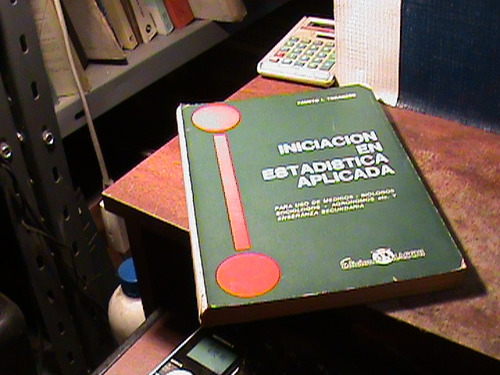 INICIACION
EN
ESTADISTICA
APLICADA
PARA USO DE MEDICOS - BIOLOGOS
SOCIOLOGOS - AGRONOMOS etc. Y
ENSEÑANZA SECUNDARIA